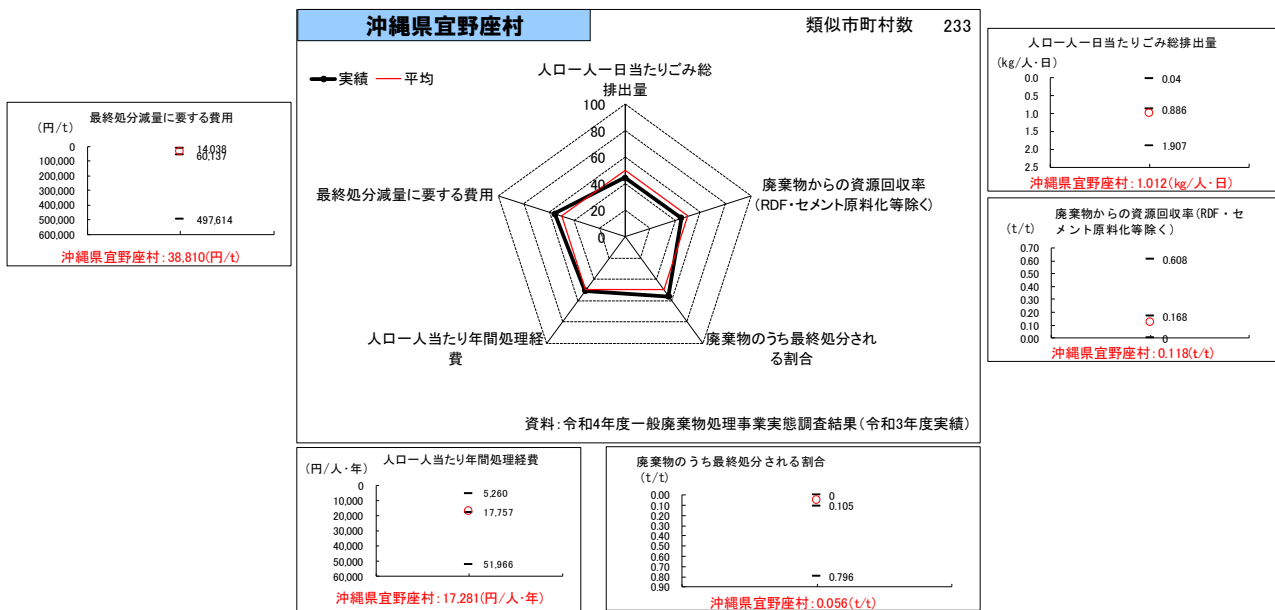 沖縄県宜野座村
類似市町村数 233
実績 平均
人口一人一日当たりごみ総
排出量
100
80
60
40
20
0
廃棄物からの資源回収率
(RDF・セメント原料化等除く)
廃棄物のうち最終処分され
る割合
人口一人当たり年間処理経
費
最終処分減量に要する費用
資料:令和4年度一般廃棄物処理事業実態調査結果(令和3年度実績)
最終処分減量に要する費用
(円/t)
0
100,000
200,000
300,000
400,000
500,000
600,000
14,038
60,137
497,614
沖縄県宜野座村:38,810(円/t)
人口一人一日当たりごみ総排出量
(kg/人・日)
0.0
0.5
1.0
1.5
2.0
2.5
0.04
0.886
1.907
沖縄県宜野座村:1.012(kg/人・日)
廃棄物からの資源回収率(RDF・セ
メント原料化等除く)
(t/t)
0.70
0.60
0.50
0.40
0.30
0.20
0.10
0.00
0.608
0.168
0
沖縄県宜野座村:0.118(t/t)
人口一人当たり年間処理経費
(円/人・年)
0
10,000
20,000
30,000
40,000
50,000
60,000
5,260
17,757
51,966
沖縄県宜野座村:17,281(円/人・年)
廃棄物のうち最終処分される割合
(t/t)
0.00
0.10
0.20
0.30
0.40
0.50
0.60
0.70
0.80
0.90
0
0.105
0.796
沖縄県宜野座村:0.056(t/t)